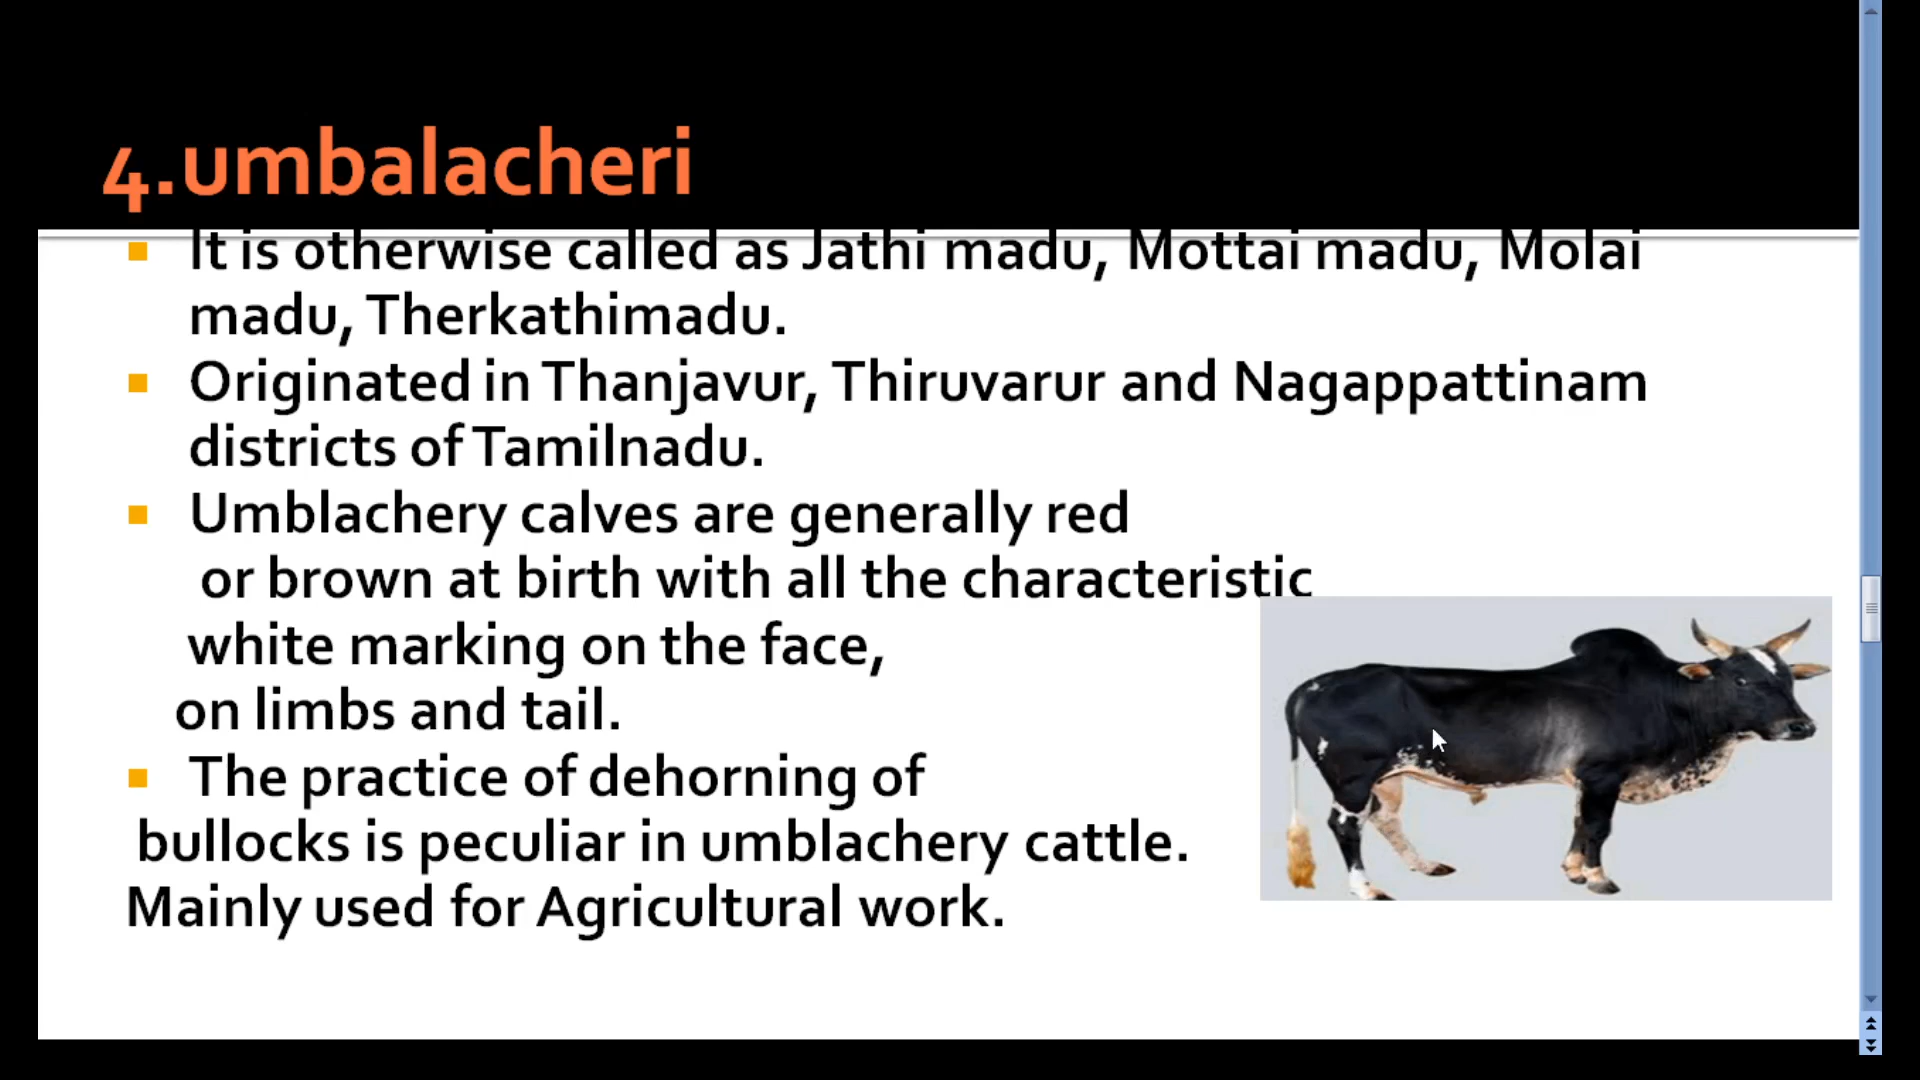 4.umbalacheri
It is otherwise called as Jathi madu, Mottai madu, Molai
madu, Therkathimadu.
Originated in Thanjavur, Thiruvarur and Nagappattinam
districts of Tamilnadu.
Umblachery calves are generally red
or brown at birth with all the characteristic
white marking on the face,
on limbs and tail.
The practice of dehorning of
bullocks is peculiar in umblachery cattle.
Mainly used for Agricultural work.